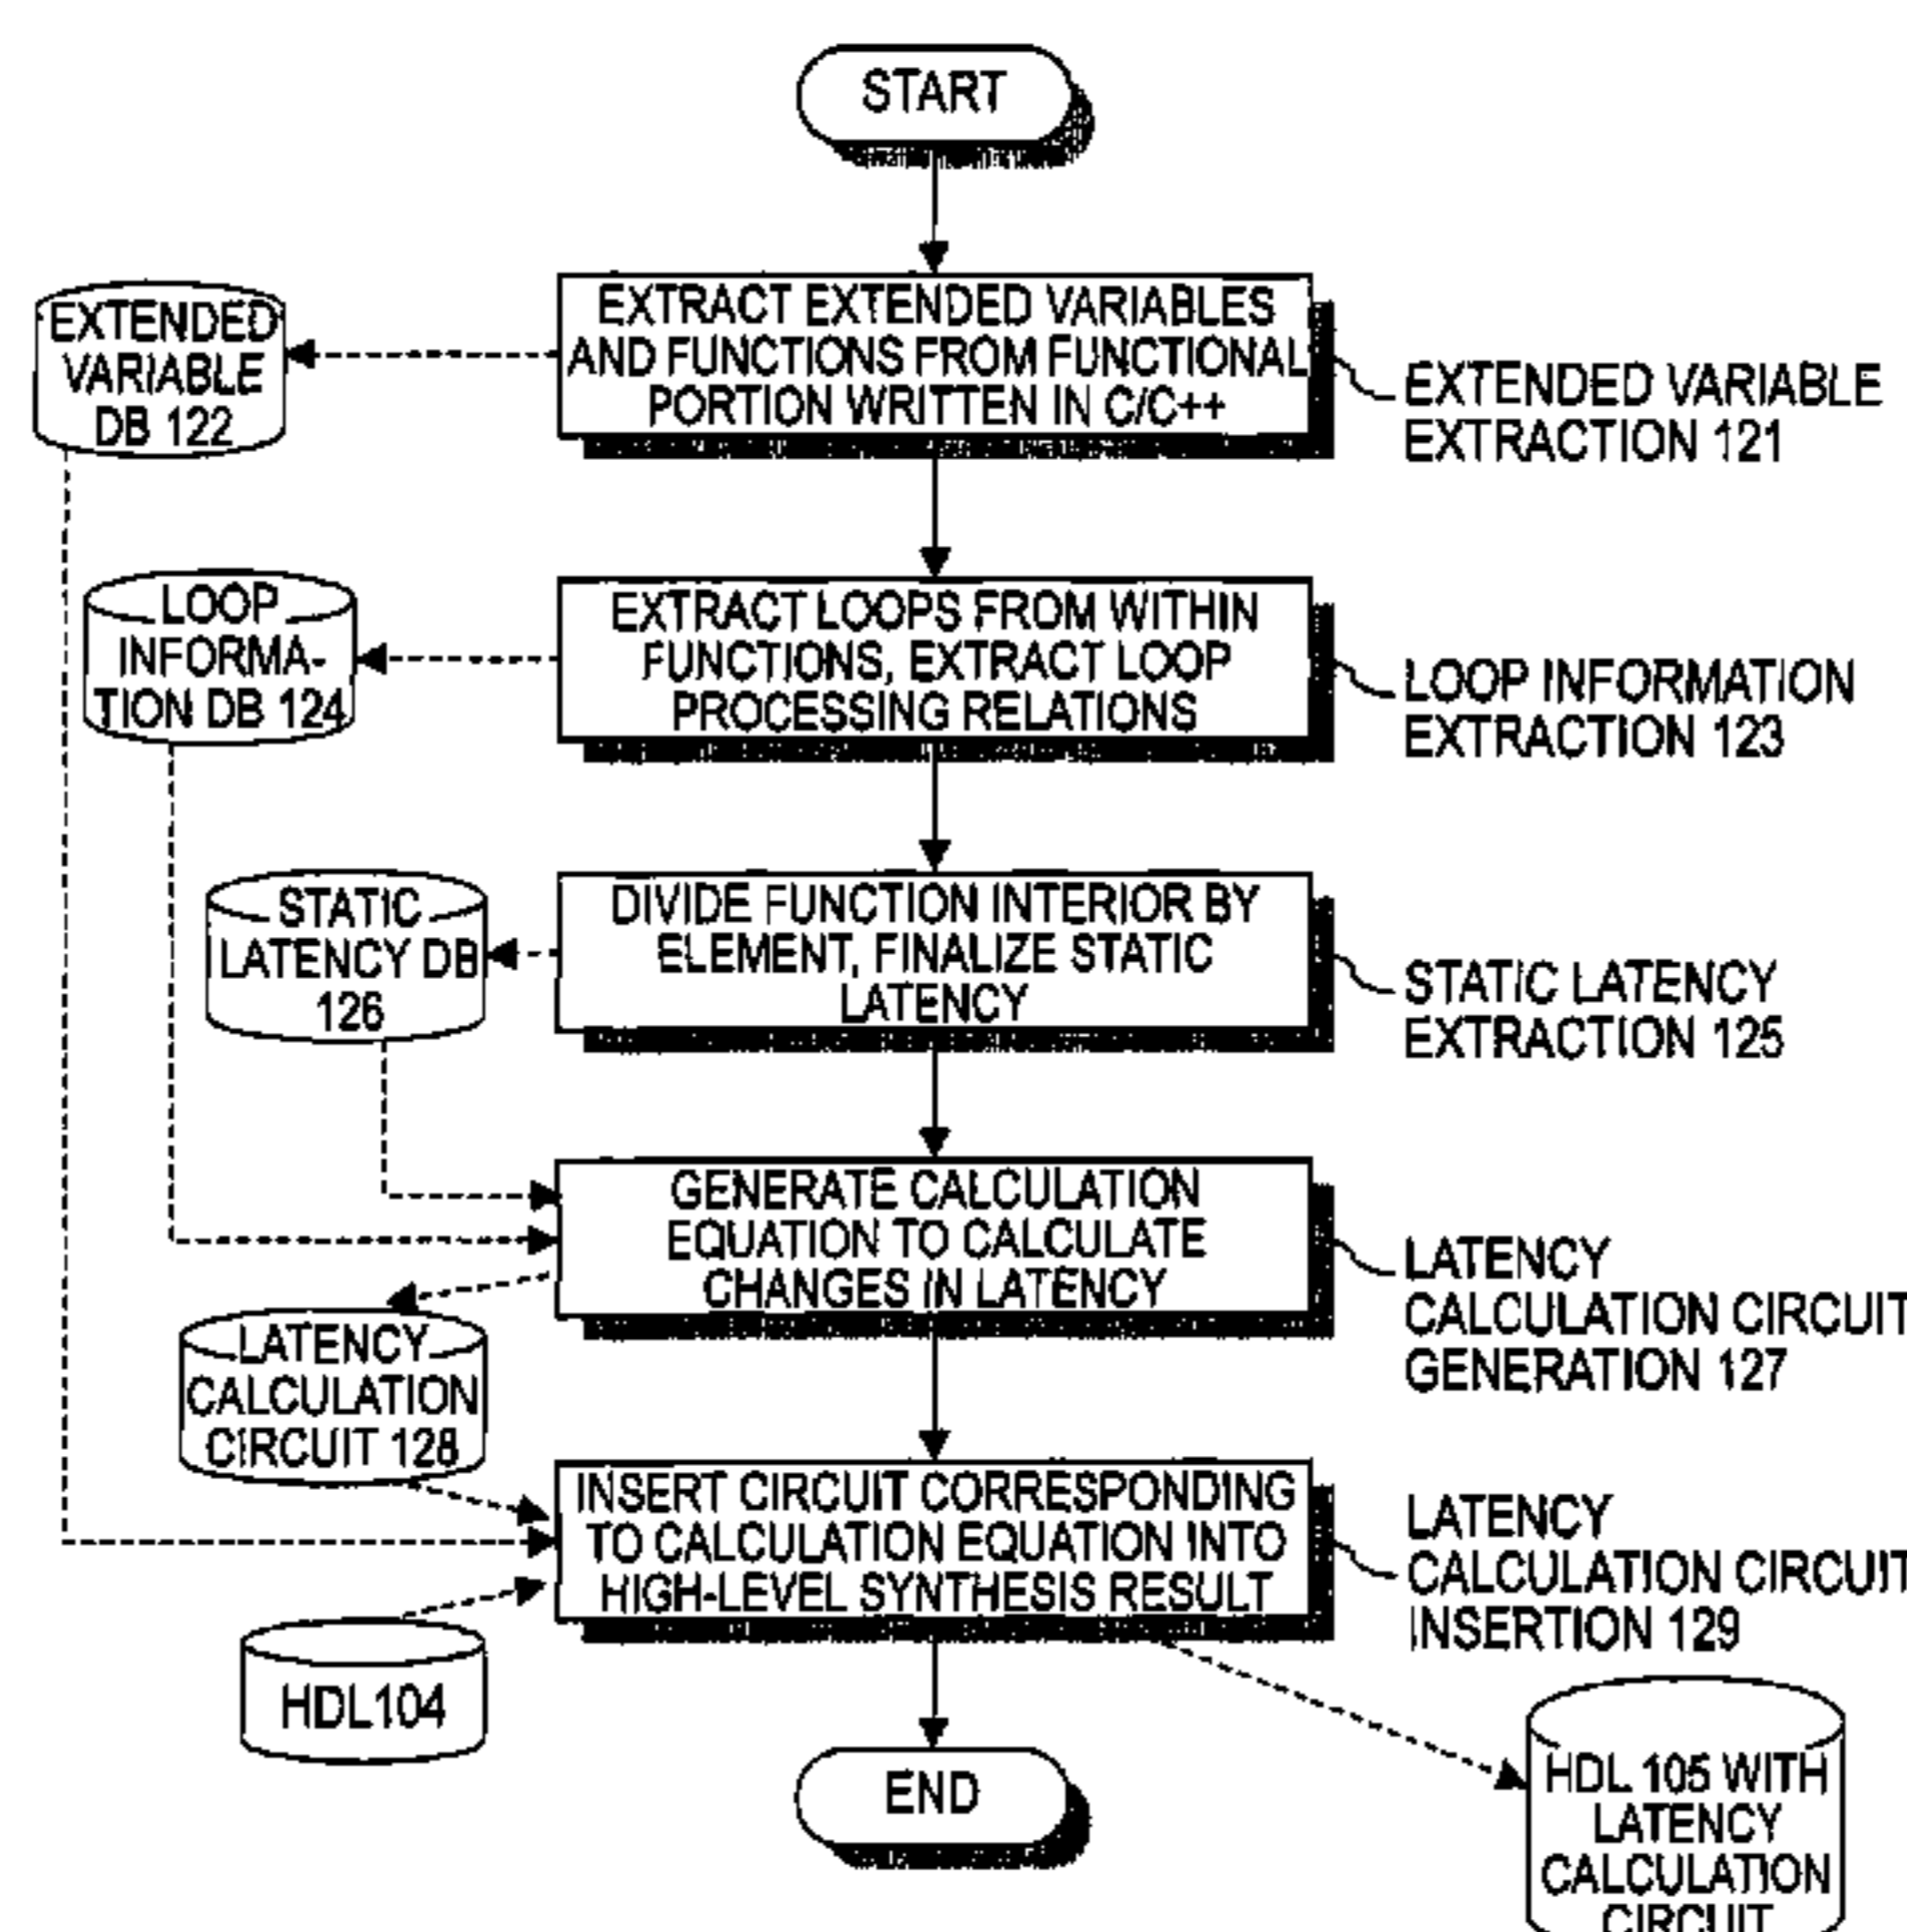 START
EXTENDED
VARIABLE
DB 122
EXTRACT EXTENDED VARIABLES
AND FUNCTIONS FROM FUNCTIONAL
PORTION WRITTEN IN C/C++
EXTENDED VARIABLE
EXTRACTION 121
LOOP
INFORMA-
TION DB 124
EXTRACT LOOPS FROM WITHIN
FUNCTIONS, EXTRACT LOOP
PROCESSING RELATIONS
LOOP INFORMATION
EXTRACTION 123
STATIC
LATENCY DB
126
DIVIDE FUNCTION INTERIOR BY
ELEMENT, FINALIZE STATIC
LATENCY
STATIC LATENCY
EXTRACTION 125
GENERATE CALCULATION
EQUATION TO CALCULATE
CHANGES IN LATENCY
LATENCY
CALCULATION CIRCUIT
GENERATION 127
LATENCY
CALCULATION
CIRCUIT 128
INSERT CIRCUIT CORRESPONDING
TO CALCULATION EQUATION INTO
HIGH-LEVEL SYNTHESIS RESULT
LATENCY
CALCULATION CIRCUIT
INSERTION 129
HDL104
END
HDL 105 WITH
LATENCY
CALCULATION
CIRCUIT